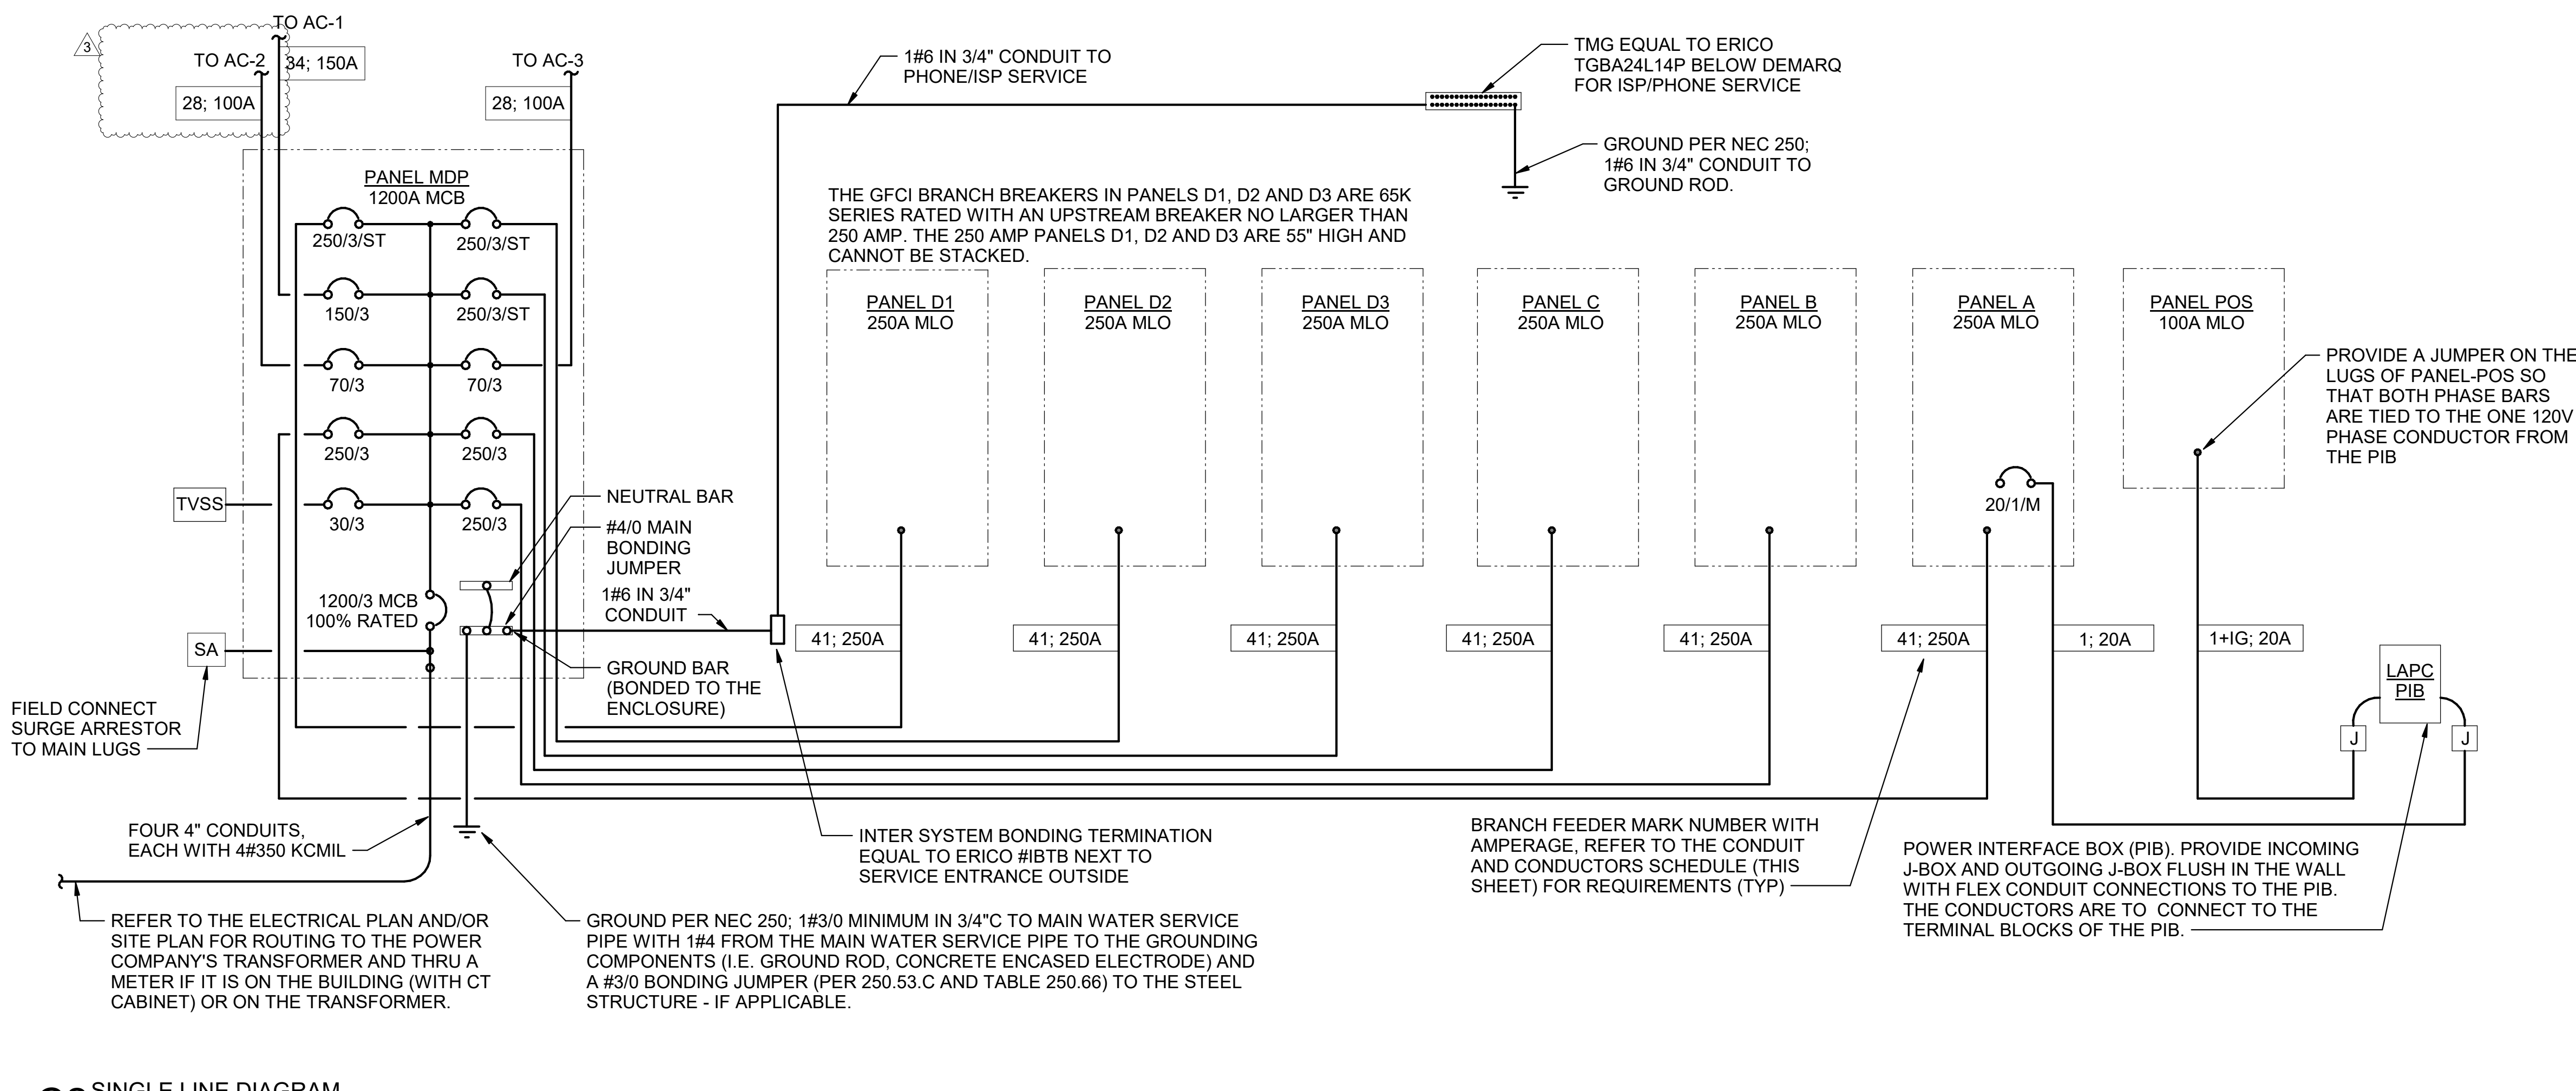 TO AC-1
3
TO AC-2
34; 150A
TO AC-3
28; 100A
28; 100A
1#6 IN 3/4" CONDUIT TO
PHONE/ISP SERVICE
TMG EQUAL TO ERICO
TGBA24L14P BELOW DEMARQ
FOR ISP/PHONE SERVICE
GROUND PER NEC 250;
1#6 IN 3/4" CONDUIT TO
GROUND ROD.
PANEL MDP
1200A MCB
250/3/ST
250/3/ST
150/3
250/3/ST
70/3
70/3
250/3
250/3
30/3
250/3
TVSS
1200/3 MCB
100% RATED
SA
FIELD CONNECT
SURGE ARRESTOR
TO MAIN LUGS
NEUTRAL BAR
#4/0 MAIN
BONDING
JUMPER
1#6 IN 3/4"
CONDUIT
GROUND BAR
(BONDED TO THE
ENCLOSURE)
THE GFCI BRANCH BREAKERS IN PANELS D1, D2 AND D3 ARE 65K
SERIES RATED WITH AN UPSTREAM BREAKER NO LARGER THAN
250 AMP. THE 250 AMP PANELS D1, D2 AND D3 ARE 55" HIGH AND
CANNOT BE STACKED.
PANEL D1
250A MLO
PANEL D2
250A MLO
PANEL D3
250A MLO
PANEL C
250A MLO
PANEL B
250A MLO
PANEL A
250A MLO
PANEL POS
100A MLO
PROVIDE A JUMPER ON THE
LUGS OF PANEL-POS SO
THAT BOTH PHASE BARS
ARE TIED TO THE ONE 120V
PHASE CONDUCTOR FROM
THE PIB
20/1/M
41; 250A
41; 250A
41; 250A
41; 250A
41; 250A
41; 250A
1; 20A
1+IG; 20A
LAPC
PIB
J
J
FOUR 4" CONDUITS,
EACH WITH 4#350 KCMIL
INTER SYSTEM BONDING TERMINATION
EQUAL TO ERICO #IBTB NEXT TO
SERVICE ENTRANCE OUTSIDE
BRANCH FEEDER MARK NUMBER WITH
AMPERAGE, REFER TO THE CONDUIT
AND CONDUCTORS SCHEDULE (THIS
SHEET) FOR REQUIREMENTS (TYP)
POWER INTERFACE BOX (PIB). PROVIDE INCOMING
J-BOX AND OUTGOING J-BOX FLUSH IN THE WALL
WITH FLEX CONDUIT CONNECTIONS TO THE PIB.
THE CONDUCTORS ARE TO CONNECT TO THE
TERMINAL BLOCKS OF THE PIB.
REFER TO THE ELECTRICAL PLAN AND/OR
SITE PLAN FOR ROUTING TO THE POWER
COMPANY'S TRANSFORMER AND THRU A
METER IF IT IS ON THE BUILDING (WITH CT
CABINET) OR ON THE TRANSFORMER.
GROUND PER NEC 250; 1#3/0 MINIMUM IN 3/4"C TO MAIN WATER SERVICE
PIPE WITH 1#4 FROM THE MAIN WATER SERVICE PIPE TO THE GROUNDING
COMPONENTS (I.E. GROUND ROD, CONCRETE ENCASED ELECTRODE) AND
A #3/0 BONDING JUMPER (PER 250.53.C AND TABLE 250.66) TO THE STEEL
STRUCTURE - IF APPLICABLE.
SINGLE LINE DIAGRAM